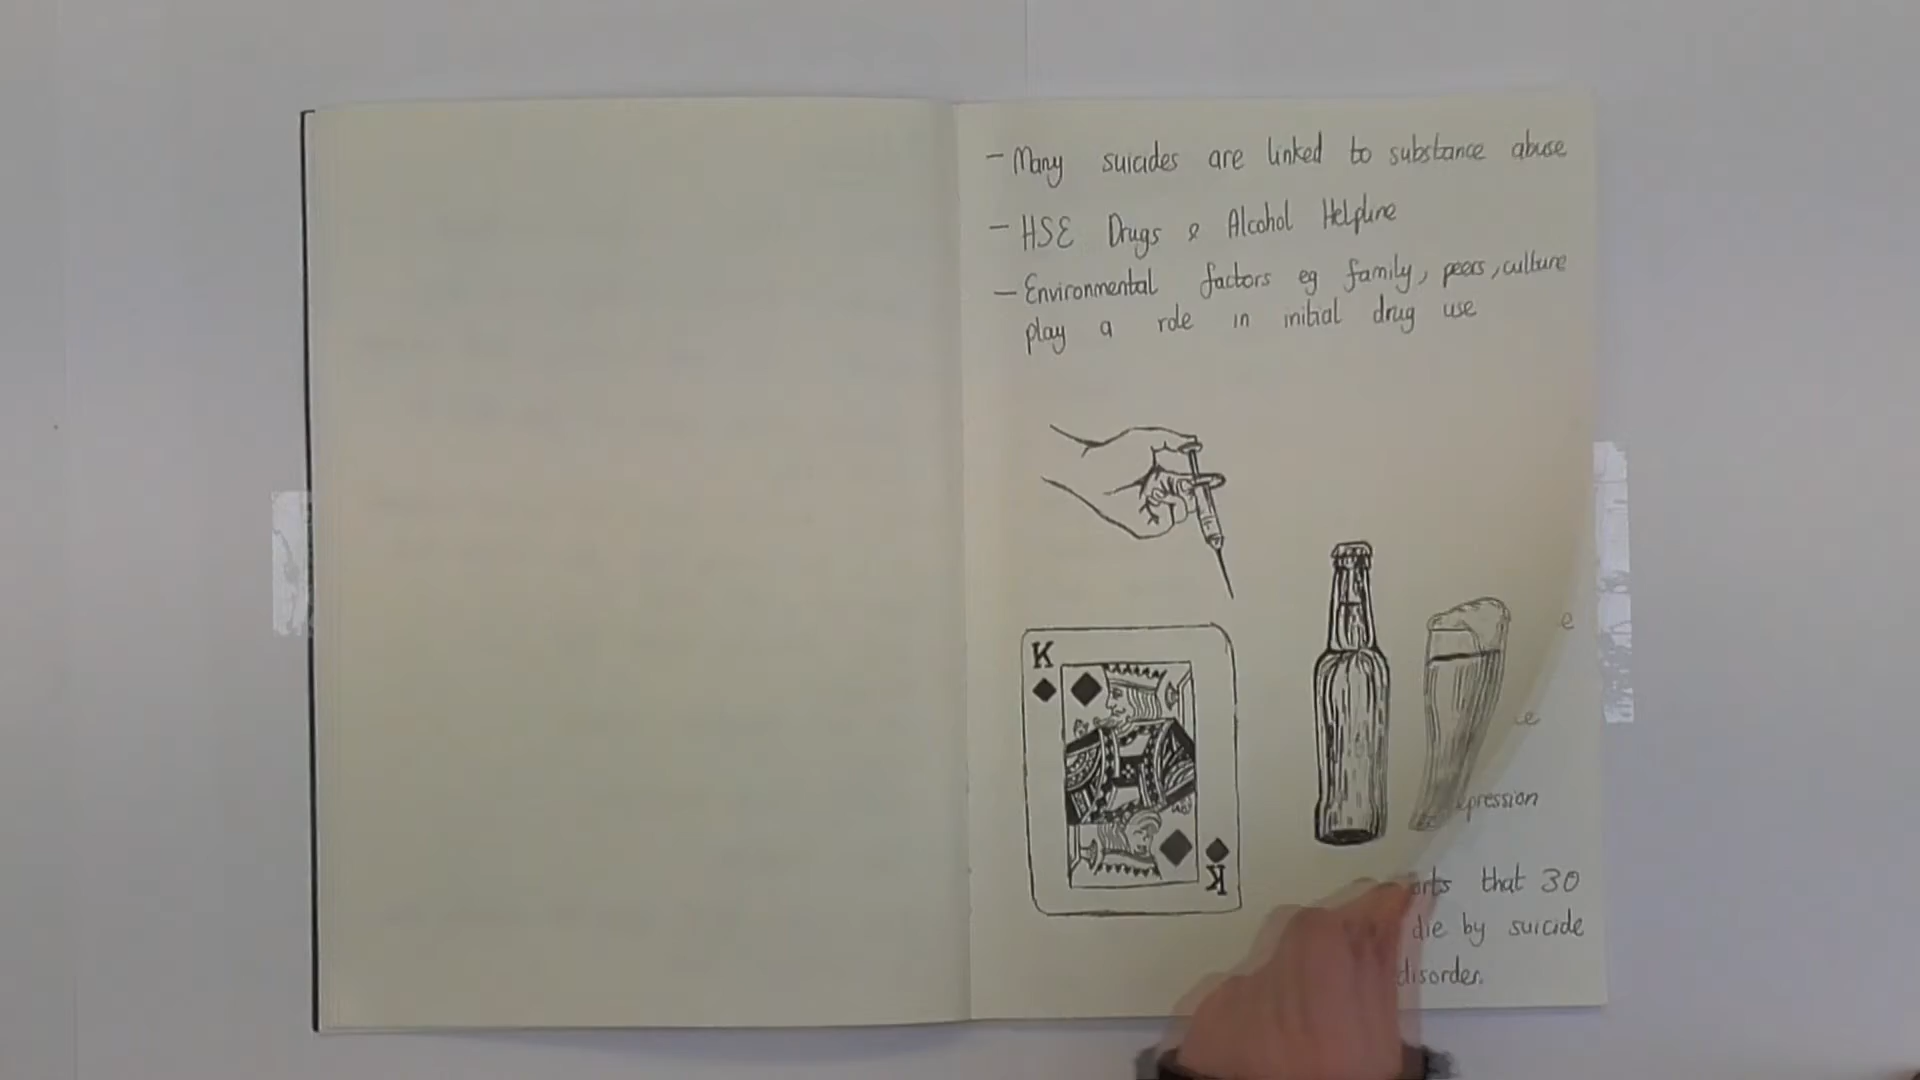 - Many suicides are linked to substance abuse
- HSE Drugs & Alcohol Helpline
- Environmental factors eg family, peers, culture
play a role in initial drug use
K
K
that 30
die by suicide
disorder.